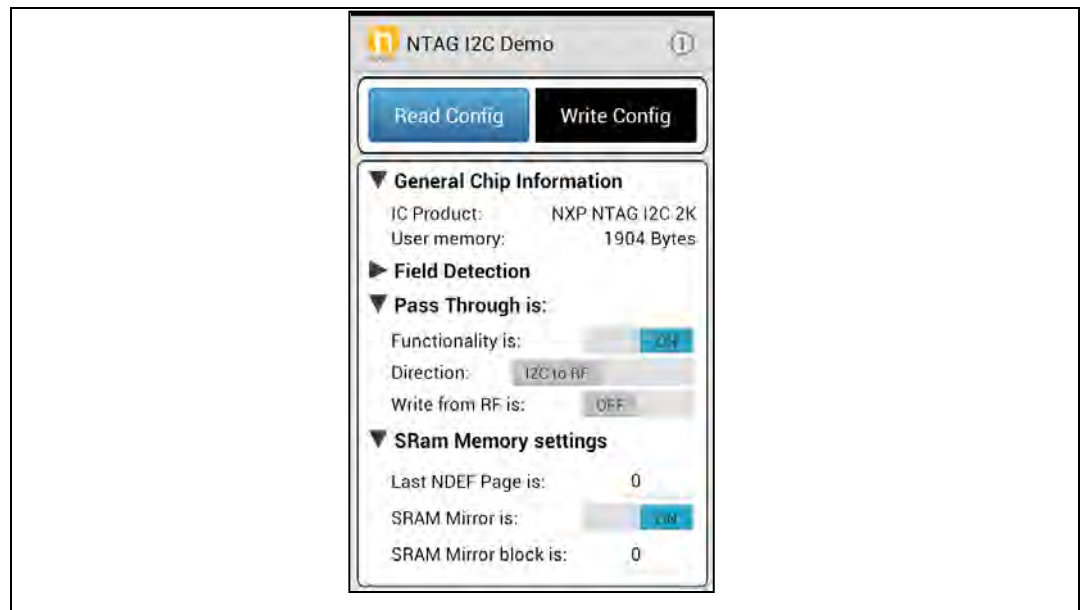 NTAG I2C Demo
Read Config Write Config
General Chip Information
IC Product: NXP NTAG I2C 2K
User memory: 1904 Bytes
Field Detection
Pass Through is:
Functionality is: ON
Direction: I2C to RF
Write from RF is: OFF
SRam Memory settings
Last NDEF Page is: 0
SRAM Mirror is: ON
SRAM Mirror block is: 0